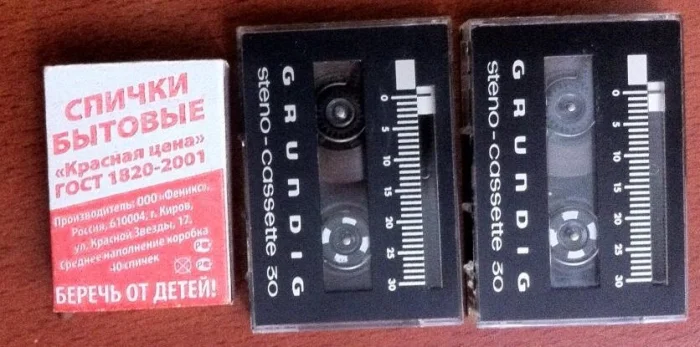 СПИЧКИ
БЫТОВЫЕ
«Красная цена»
ГОСТ 1820-2001
Производитель: ООО «Феникс».
Россия, 610004, г. Киров,
ул. Красной Звезды, 17,
Среднее наполнение коробка
40 спичек
БЕРЕЧЬ ОТ ДЕТЕЙ!
GRUNDIG
steno-cassette 30
0
5
10
15
20
25
30
GRUNDIG
steno-cassette 30
0
5
10
15
20
25
30